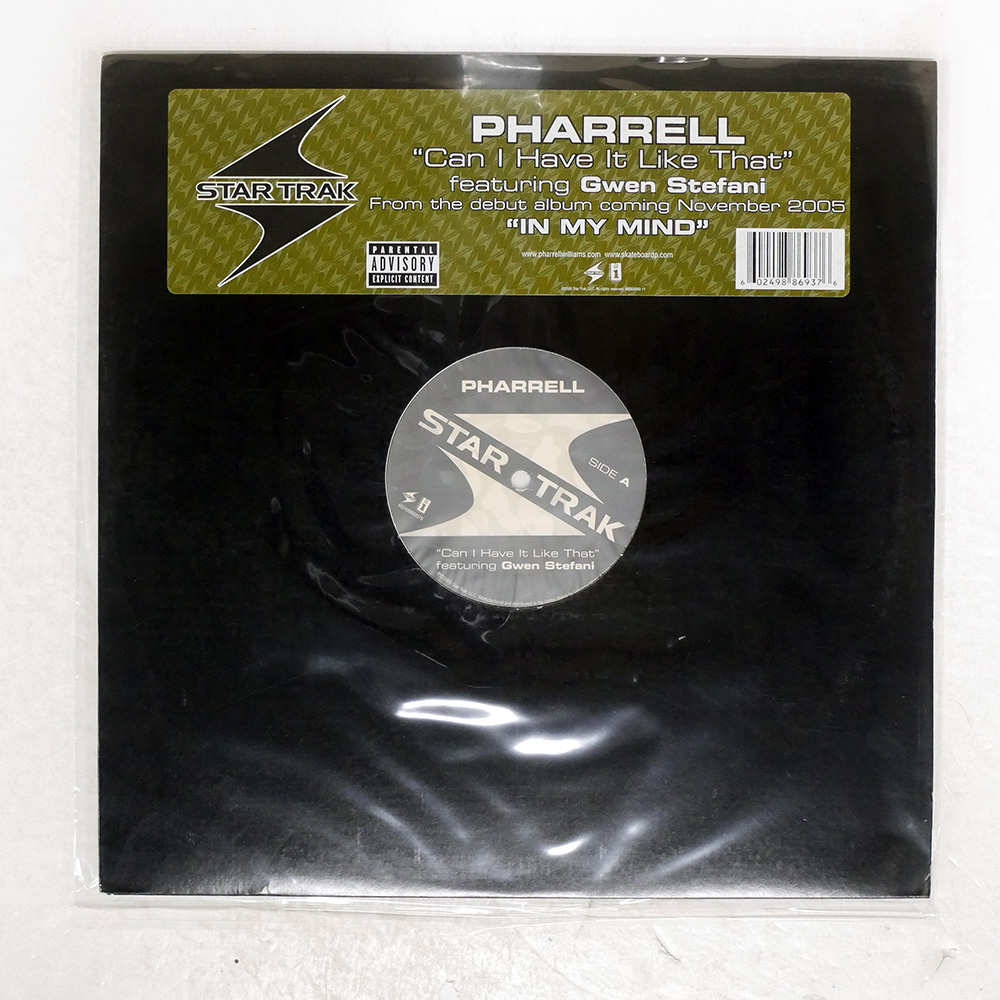 PHARRELL
"Can I Have It Like That"
featuring Gwen Stefani
From the debut album coming November 2005
"IN MY MIND"
STAR TRAK
PARENTAL
ADVISORY
EXPLICIT CONTENT
www.pharrellwilliams.com www.skateboardp.com
STAR TRAK
6 02498 86937 6
PHARRELL
STAR TRAK
SIDE A
"Can I Have It Like That"
featuring Gwen Stefani